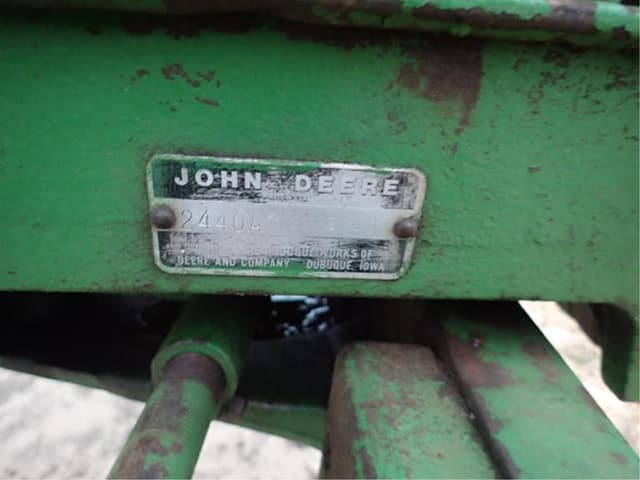 JOHN DEERE
2440A
WORKS OF
DEERE AND COMPANY DUBUQUE, IOWA